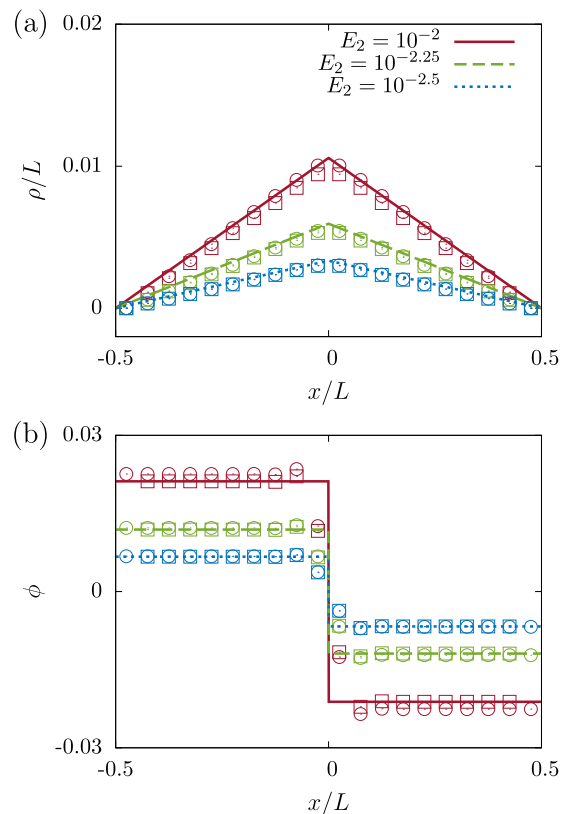 (a)
0.02
E₂ = 10⁻²
E₂ = 10⁻²·²⁵
E₂ = 10⁻²·⁵
0.01
ρ/L
0
-0.5
0
0.5
x/L
(b)
0.03
ϕ
0
-0.03
-0.5
0
0.5
x/L